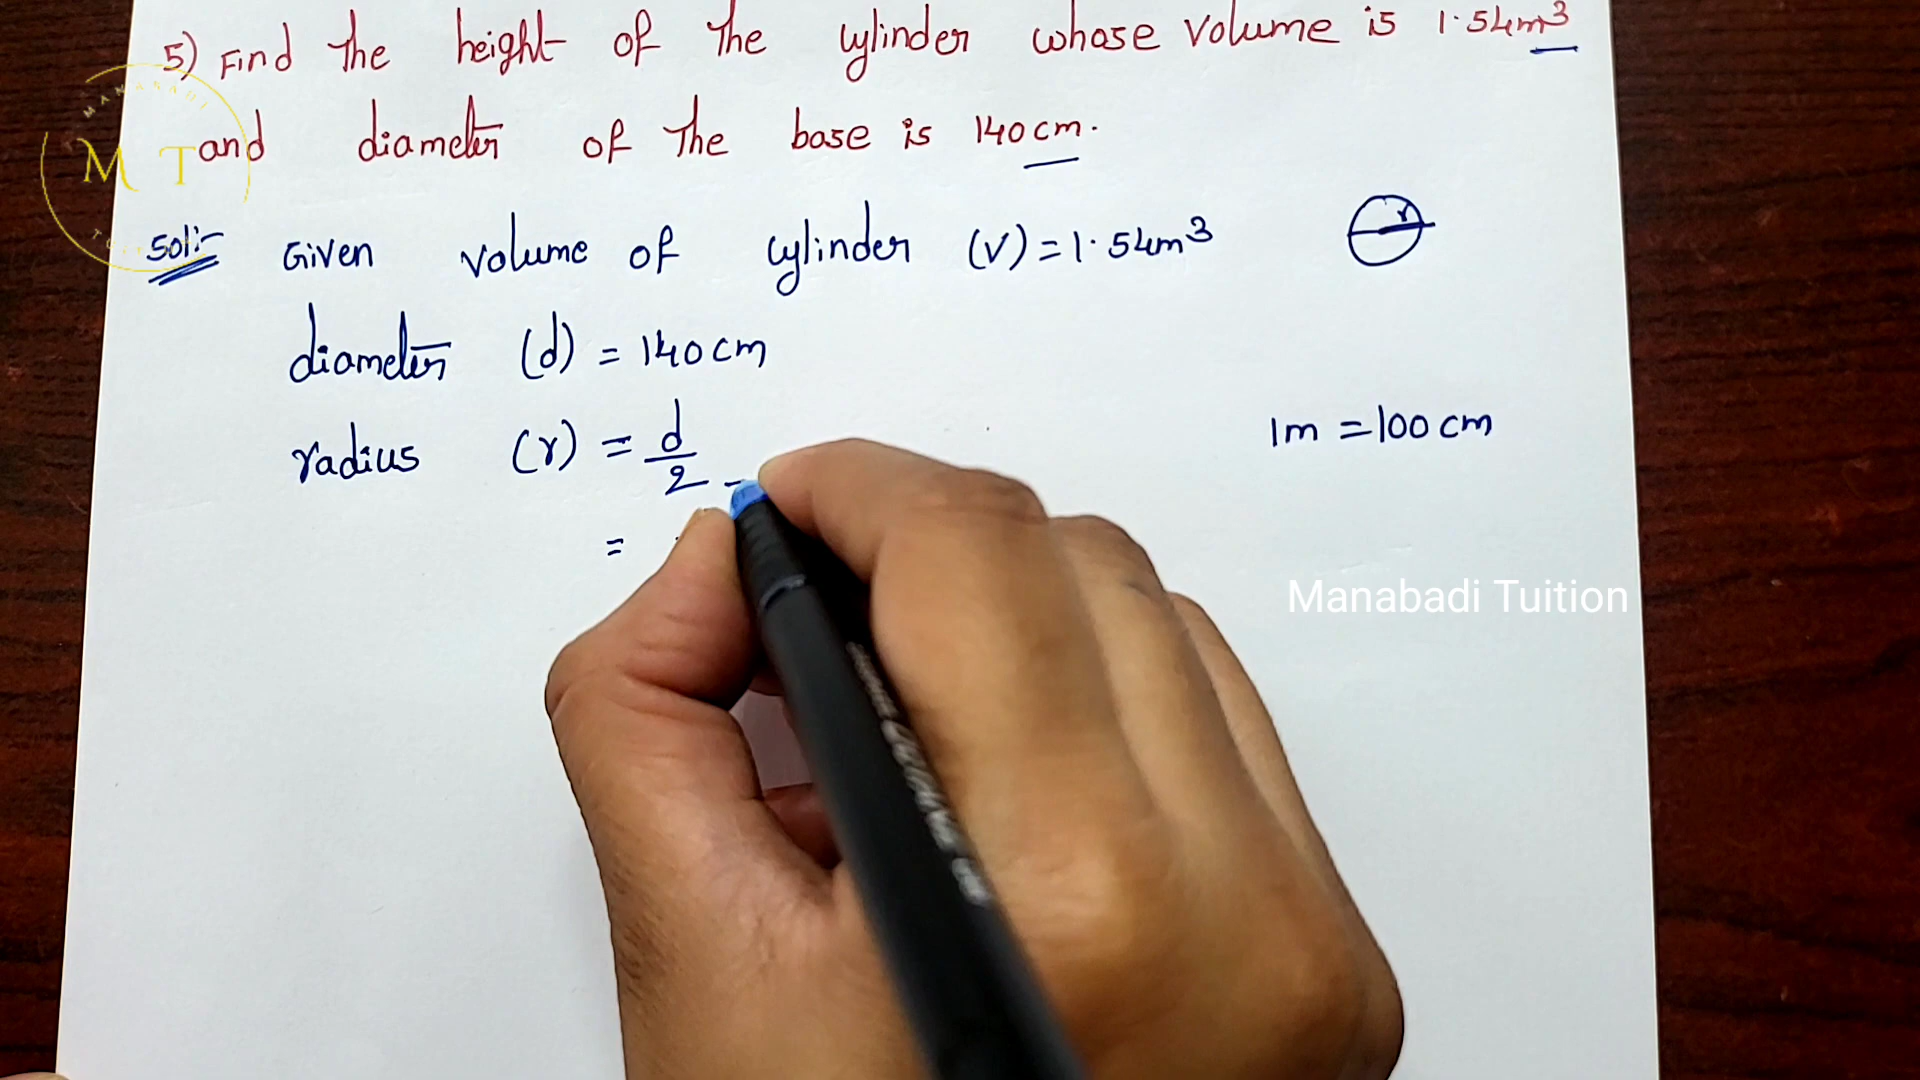 5) Find the height of the cylinder whose volume is 1.54m³
and diameter of the base is 140cm.
MANABADI
M T
Sol:- Given volume of cylinder (v) = 1.54m³
r
diameter (d) = 140cm
1m = 100cm
radius (r) = d/2
=
Manabadi Tuition